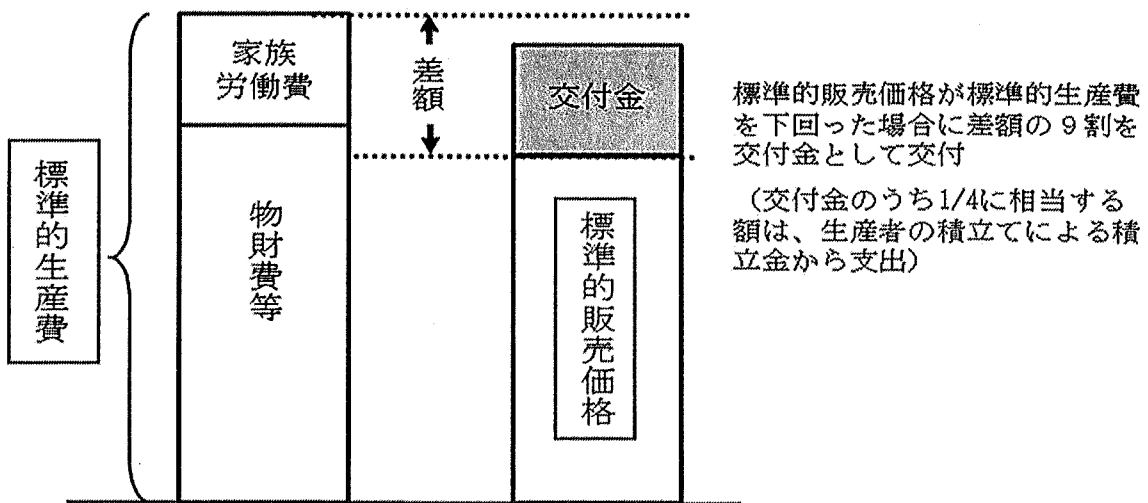 家族
労働費
差額
交付金
標準的生産費
物財費等
標準的販売価格
標準的販売価格が標準的生産費
を下回った場合に差額の9割を
交付金として交付
(交付金のうち1/4に相当する
額は、生産者の積立てによる積
立金から支出)